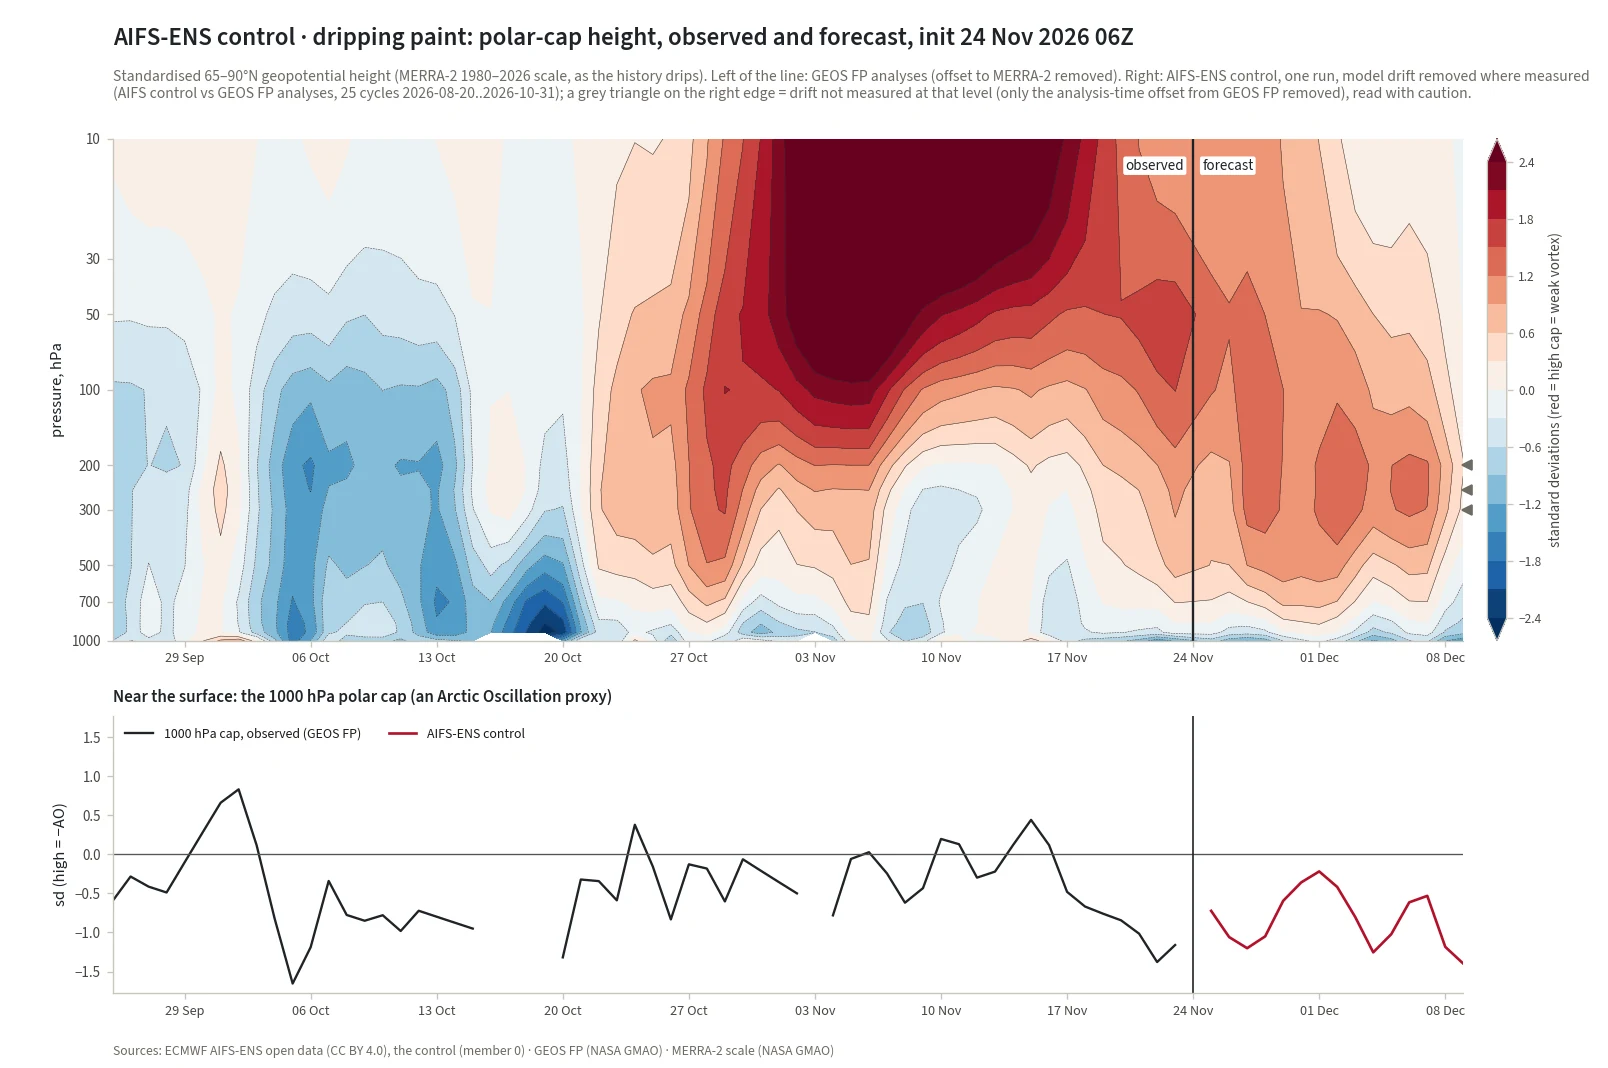 AIFS-ENS control · dripping paint: polar-cap height, observed and forecast, init 24 Nov 2026 06Z
Standardised 65–90°N geopotential height (MERRA-2 1980–2026 scale, as the history drips). Left of the line: GEOS FP analyses (offset to MERRA-2 removed). Right: AIFS-ENS control, one run, model drift removed where measured
(AIFS control vs GEOS FP analyses, 25 cycles 2026-08-20..2026-10-31); a grey triangle on the right edge = drift not measured at that level (only the analysis-time offset from GEOS FP removed), read with caution.
pressure, hPa
10
30
50
100
200
300
500
700
1000
observed
forecast
29 Sep
06 Oct
13 Oct
20 Oct
27 Oct
03 Nov
10 Nov
17 Nov
24 Nov
01 Dec
08 Dec
2.4
1.8
1.2
0.6
0.0
−0.6
−1.2
−1.8
−2.4
standard deviations (red = high cap = weak vortex)
Near the surface: the 1000 hPa polar cap (an Arctic Oscillation proxy)
1000 hPa cap, observed (GEOS FP)
AIFS-ENS control
sd (high = −AO)
1.5
1.0
0.5
0.0
−0.5
−1.0
−1.5
29 Sep
06 Oct
13 Oct
20 Oct
27 Oct
03 Nov
10 Nov
17 Nov
24 Nov
01 Dec
08 Dec
Sources: ECMWF AIFS-ENS open data (CC BY 4.0), the control (member 0) · GEOS FP (NASA GMAO) · MERRA-2 scale (NASA GMAO)